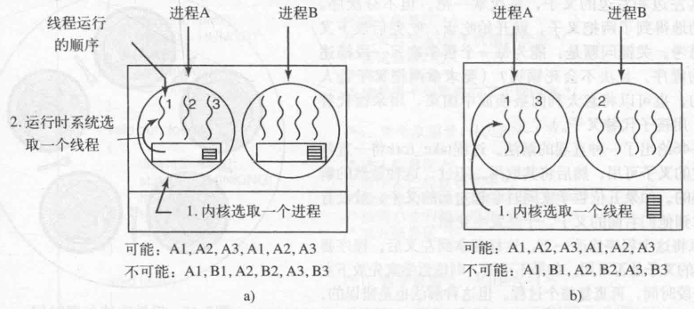 进程A
进程B
线程运行
的顺序
1 2 3
2. 运行时系统选
取一个线程
1. 内核选取一个进程
可能：A1, A2, A3, A1, A2, A3
不可能：A1, B1, A2, B2, A3, B3
a)
进程A
进程B
1 3
2
1. 内核选取一个线程
可能：A1, A2, A3, A1, A2, A3
不可能：A1, B1, A2, B2, A3, B3
b)